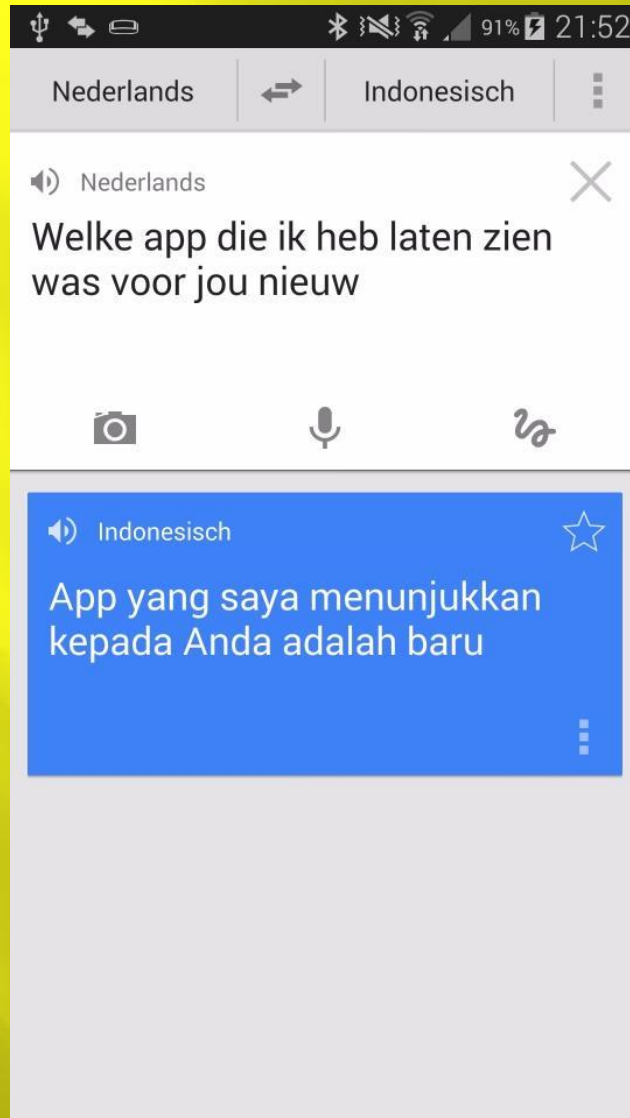 91% 21:52
Nederlands Indonesisch
Nederlands
Welke app die ik heb laten zien
was voor jou nieuw
Indonesisch
App yang saya menunjukkan
kepada Anda adalah baru